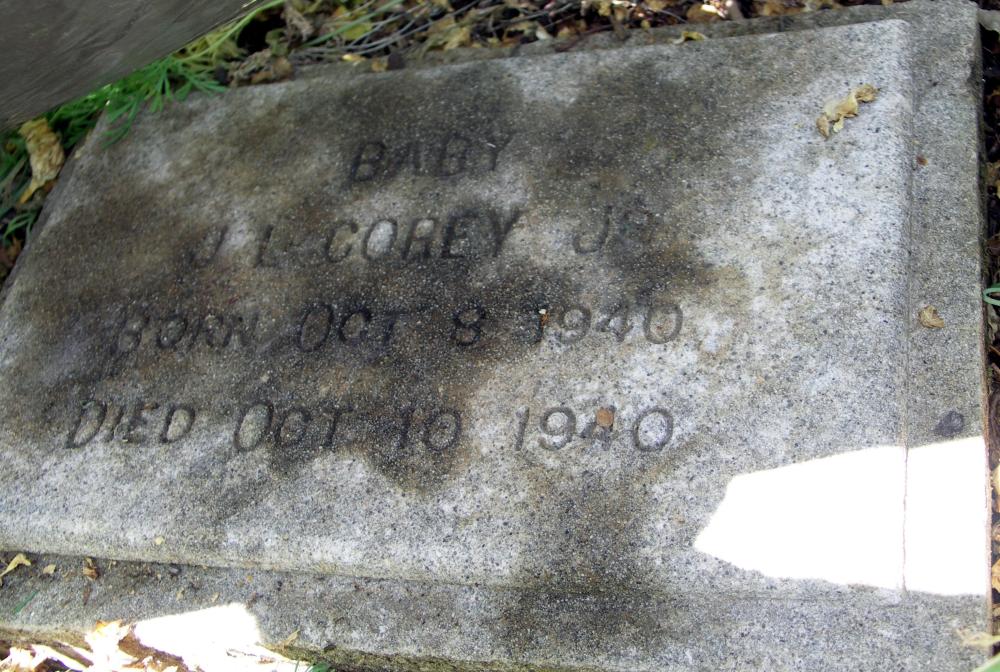 BABY
J L COREY JR
BORN OCT 8 1940
DIED OCT 10 1940